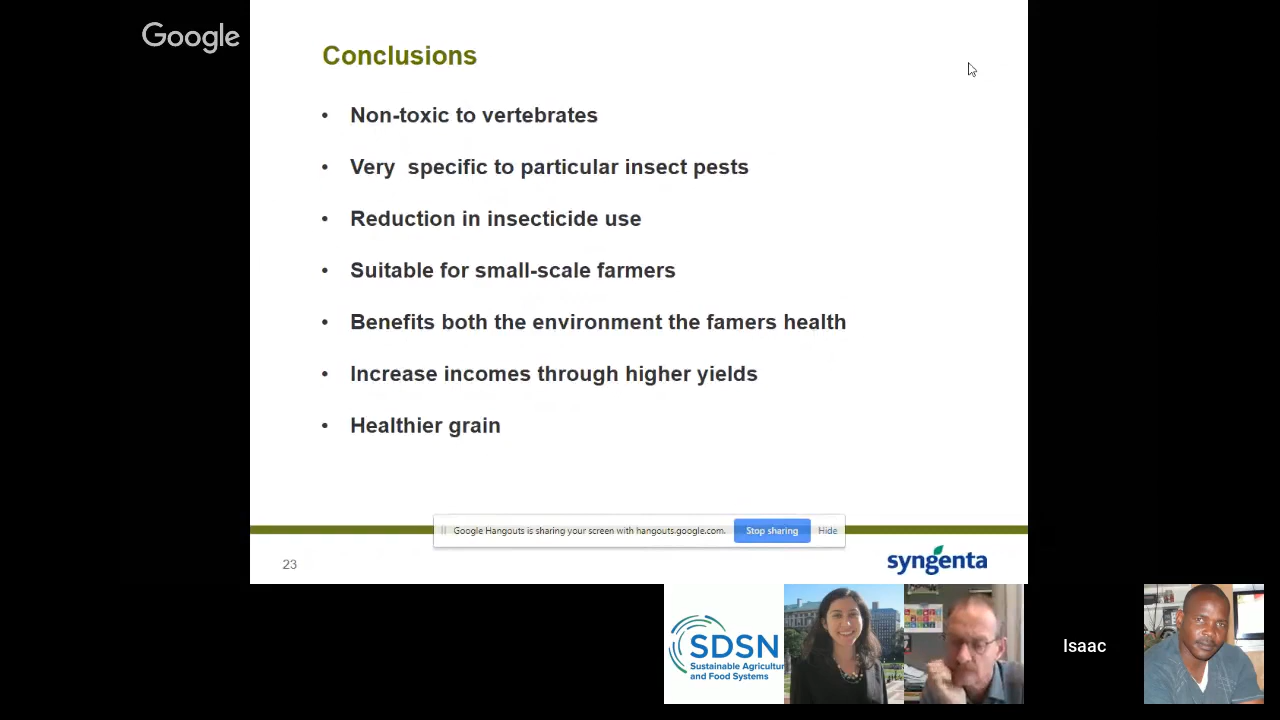 Google
Conclusions
• Non-toxic to vertebrates
• Very  specific to particular insect pests
• Reduction in insecticide use
• Suitable for small-scale farmers
• Benefits both the environment the famers health
• Increase incomes through higher yields
• Healthier grain
Google Hangouts is sharing your screen with hangouts.google.com. Stop sharing Hide
23
syngenta
SDSN
Sustainable Agricultu
and Food Systems
Isaac